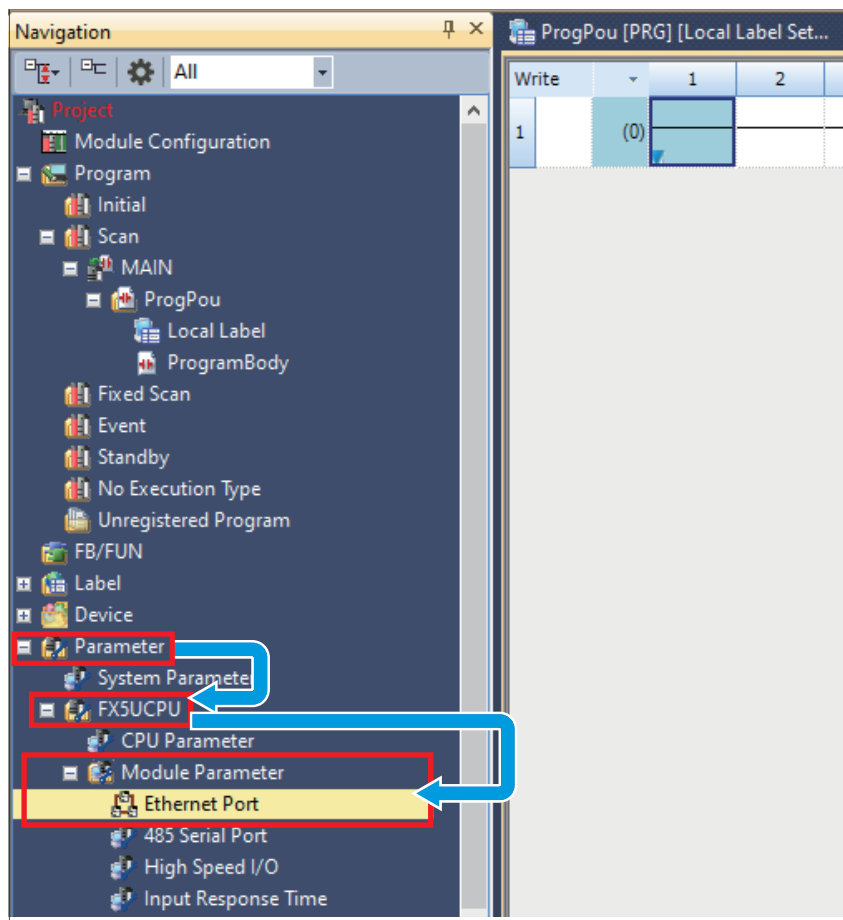 Navigation
ProgPou [PRG] [Local Label Set...
All
Write 1 2
1 (0)
Project
Module Configuration
Program
Initial
Scan
MAIN
ProgPou
Local Label
ProgramBody
Fixed Scan
Event
Standby
No Execution Type
Unregistered Program
FB/FUN
Label
Device
Parameter
System Parameter
FX5UCPU
CPU Parameter
Module Parameter
Ethernet Port
485 Serial Port
High Speed I/O
Input Response Time